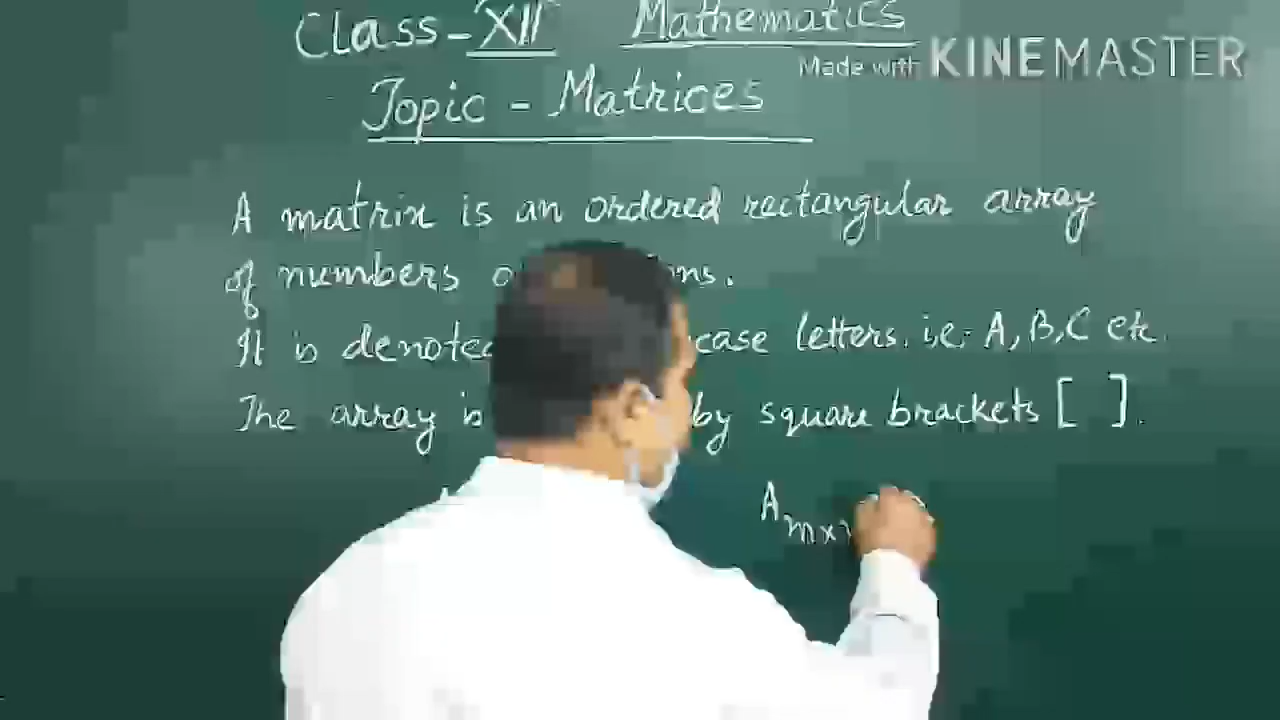 Class-XII Mathematics
Made with KINEMASTER
Topic - Matrices
A matrix is an ordered rectangular array
of numbers
It is case letters. i.e. A, B, C etc.
The array is by square brackets [ ].
A